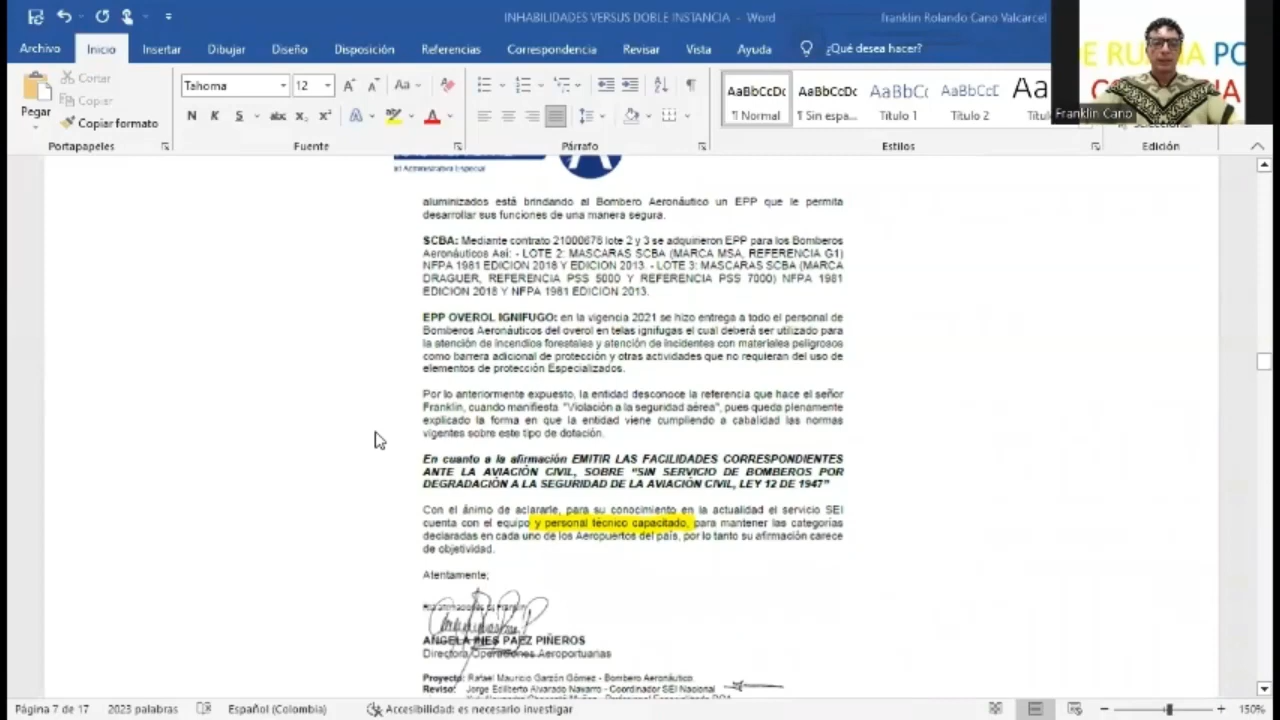 INHABILIDADES VERSUS DOBLE INSTANCIA - Word
franklin Rolando Cano Valcarcel
Archivo Inicio Insertar Dibujar Diseño Disposición Referencias Correspondencia Revisar Vista Ayuda ¿Qué desea hacer?
Pegar
Cortar
Copiar
Copiar formato
Portapapeles
Tahoma 12
N K S abc x₂ x²
Aa
Fuente
Párrafo
AaBbCcDc AaBbCcDc AaBbCc AaBbCcC Aa
¶ Normal ¶ Sin espa... Título 1 Título 2
Estilos
Edición
Franklin Cano
aluminizados está brindando al Bombero Aeronáutico un EPP que le permita
desarrollar sus funciones de una manera segura.
SCBA: Mediante contrato 21000676 lote 2 y 3 se adquirieron EPP para los Bomberos
Aeronáuticos Así: - LOTE 2: MASCARAS SCBA (MARCA MSA, REFERENCIA G1)
NFPA 1981 EDICION 2018 Y EDICION 2013. - LOTE 3: MASCARAS SCBA (MARCA
DRAGUER, REFERENCIA PSS 5000 Y REFERENCIA PSS 7000) NFPA 1981
EDICION 2018 Y NFPA 1981 EDICION 2013.
EPP OVEROL IGNIFUGO: en la vigencia 2021 se hizo entrega a todo el personal de
Bomberos Aeronáuticos del overol en telas ignifugas el cual deberá ser utilizado para
la atención de incendios forestales y atención de incidentes con materiales peligrosos
como barrera adicional de protección y otras actividades que no requieran del uso de
elementos de protección Especializados.
Por lo anteriormente expuesto, la entidad desconoce la referencia que hace el señor
Franklin, cuando manifiesta "Violación a la seguridad aérea", pues queda plenamente
explicado la forma en que la entidad viene cumpliendo a cabalidad las normas
vigentes sobre este tipo de dotación.
En cuanto a la afirmación EMITIR LAS FACILIDADES CORRESPONDIENTES
ANTE LA AVIACIÓN CIVIL, SOBRE "SIN SERVICIO DE BOMBEROS POR
DEGRADACIÓN A LA SEGURIDAD DE LA AVIACIÓN CIVIL, LEY 12 DE 1947"
Con el ánimo de aclararle, para su conocimiento en la actualidad el servicio SEI
cuenta con el equipo y personal técnico capacitado, para mantener las categorías
declaradas en cada uno de los Aeropuertos del país, por lo tanto su afirmación carece
de objetividad.
Atentamente;
ANGELA INES PAEZ PIÑEROS
Directora Operaciones Aeroportuarias
Proyectó: Rafael Mauricio Garzón Gómez - Bombero Aeronáutico
Reviso: Jorge Edilberto Alvarado Navarro - Coordinador SEI Nacional
Página 7 de 17 2023 palabras Español (Colombia) Accesibilidad: es necesario investigar 150%